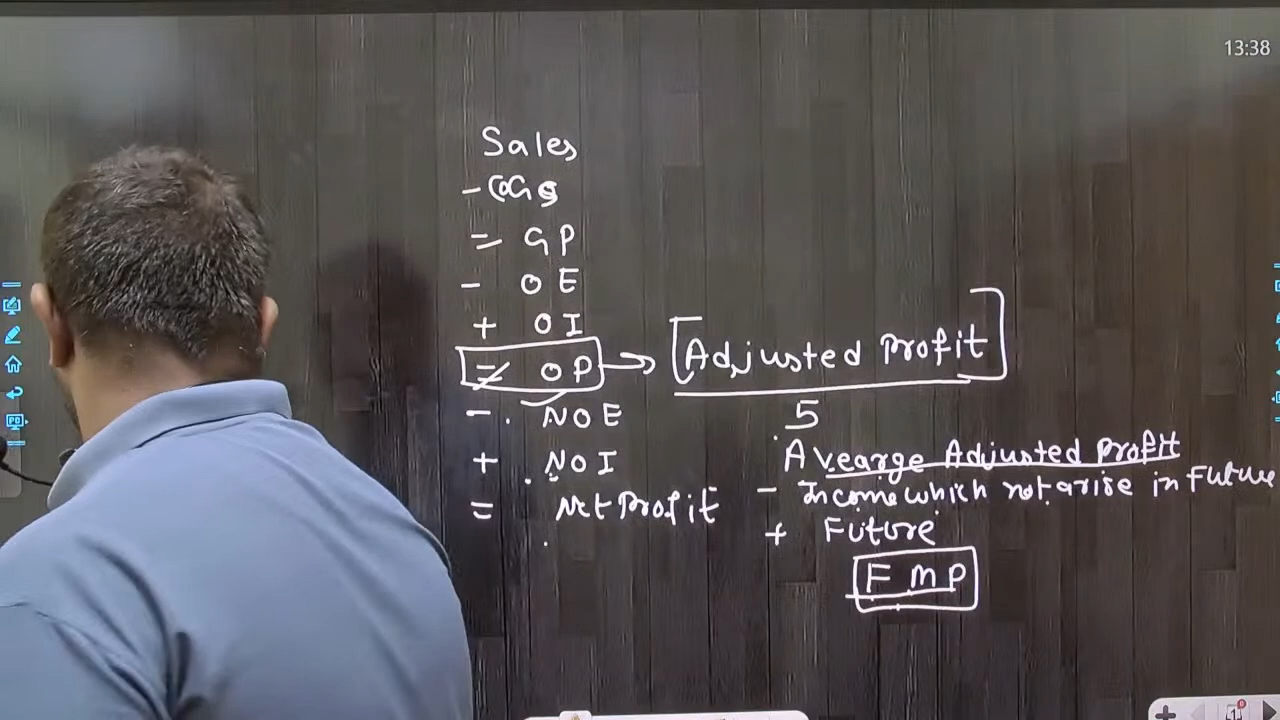 13:38
Sales
- COGS
= GP
- OE
+ OI
= OP → [Adjusted Profit]
- NOE
+ NOI
= Net Profit
5
Avearge Adjusted Profit
- Income which not arise in Future
+ Future
FMP